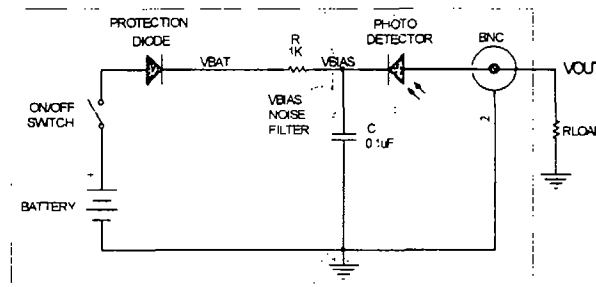 PROTECTION
DIODE
PHOTO
DETECTOR
BNC
R
1K
VBAT
VBIAS
VOUT
ON/OFF
SWITCH
VBIAS
NOISE
FILTER
C
0.1uF
2
RLOAD
+
BATTERY